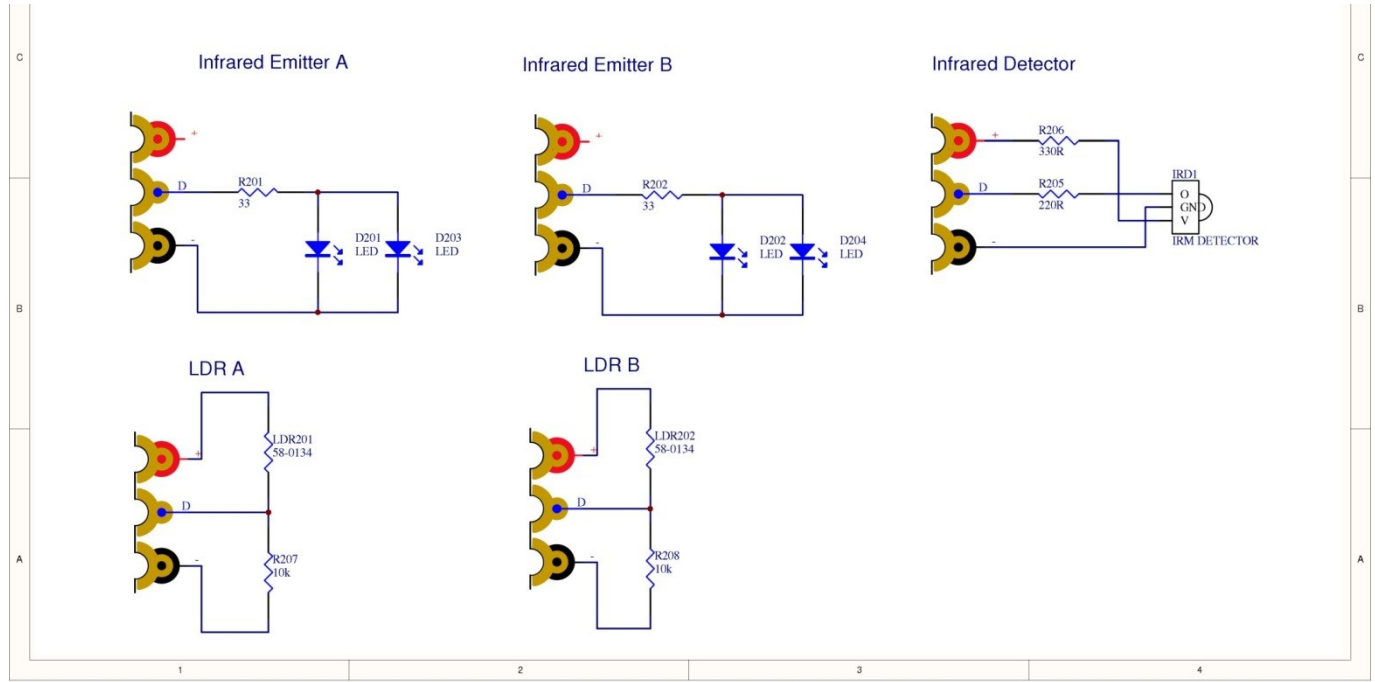 C
C
Infrared Emitter A
Infrared Emitter B
Infrared Detector
+
D
R201
33
-
D201
LED
D203
LED
+
D
R202
33
-
D202
LED
D204
LED
+
R206
330R
D
R205
220R
-
IRD1
O
GND
V
IRM DETECTOR
B
B
LDR A
+
LDR201
58-0134
D
-
R207
10k
LDR B
+
LDR202
58-0134
D
-
R208
10k
A
A
1
2
3
4